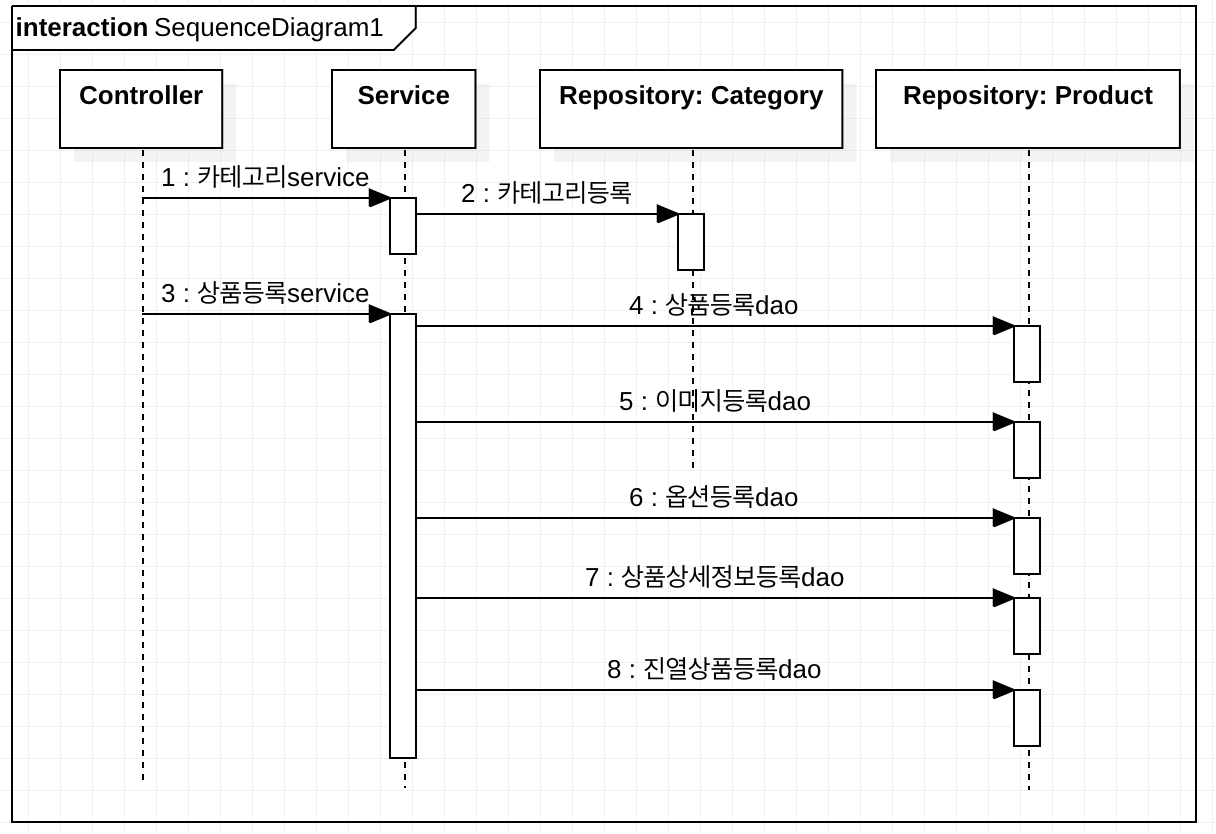 interaction SequenceDiagram1
Controller
Service
Repository: Category
Repository: Product
1 : 카테고리service
2 : 카테고리등록
3 : 상품등록service
4 : 상품등록dao
5 : 이미지등록dao
6 : 옵션등록dao
7 : 상품상세정보등록dao
8 : 진열상품등록dao